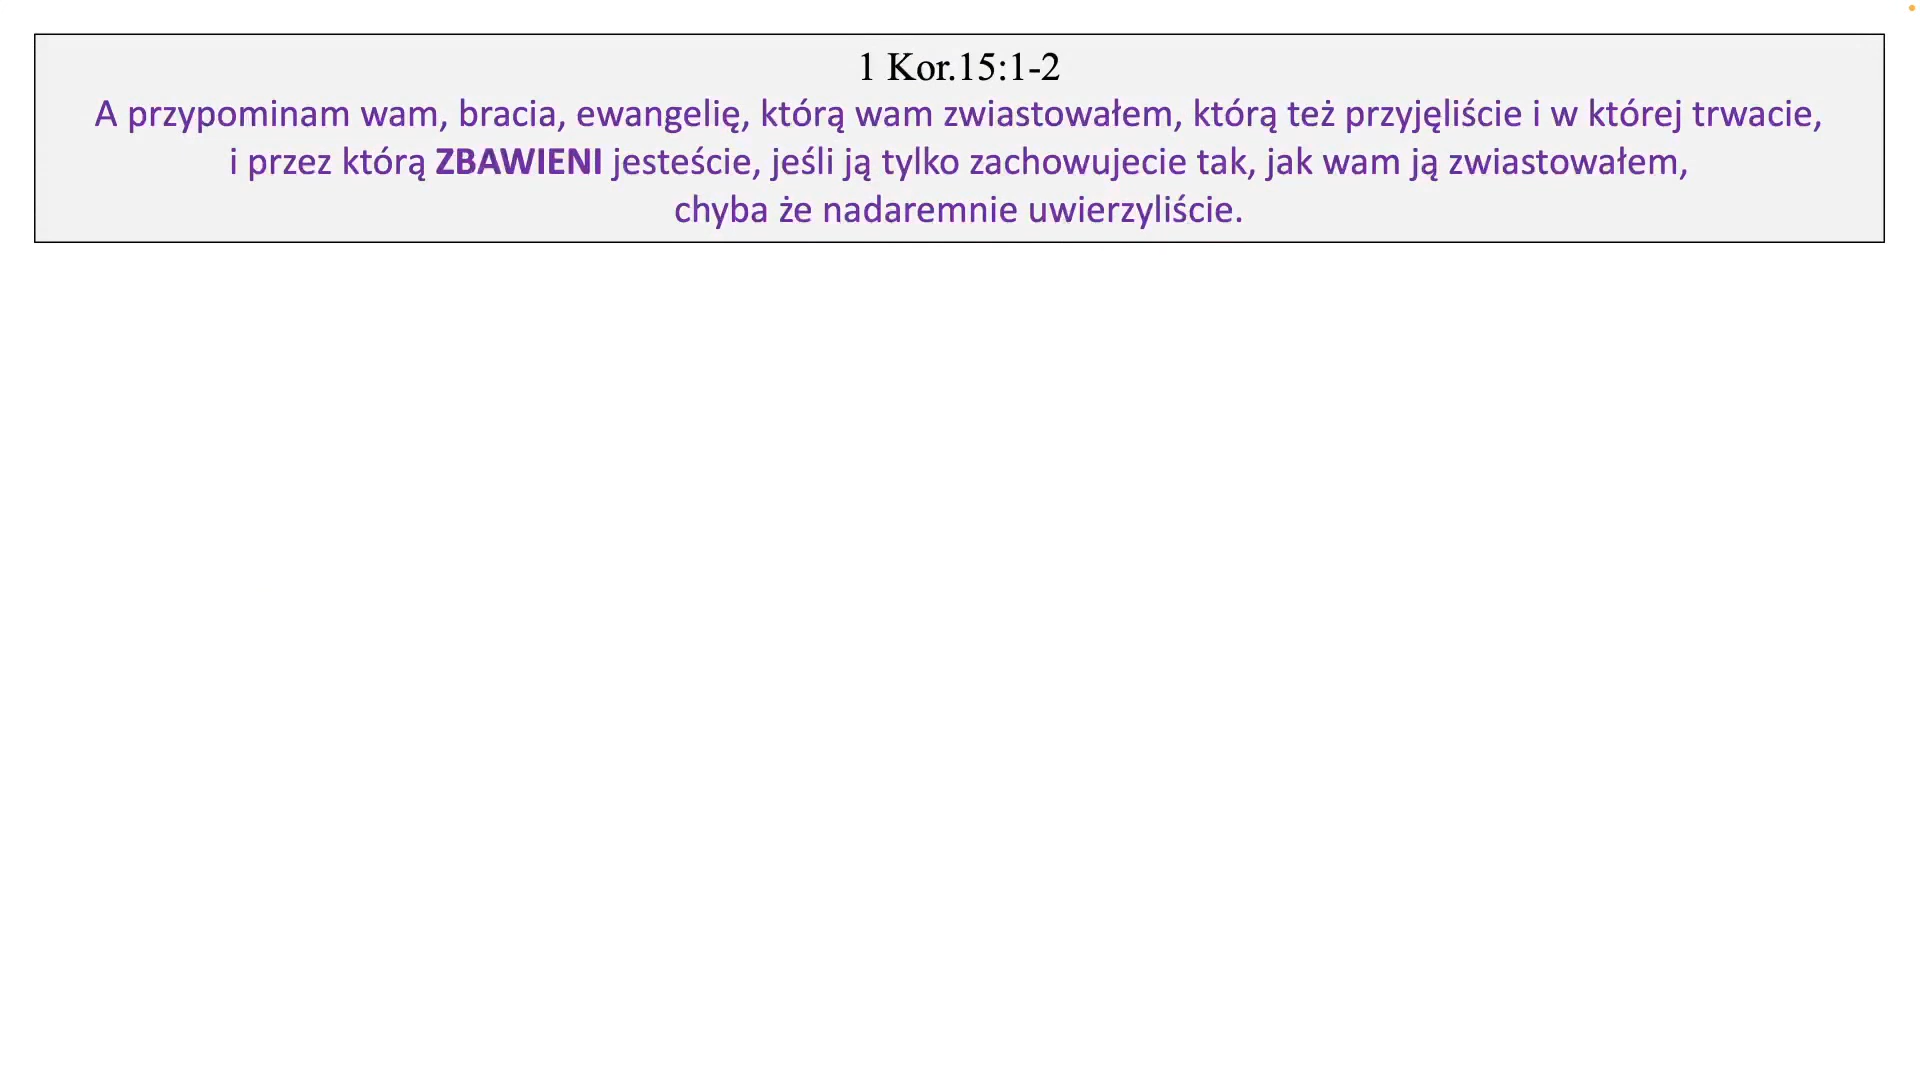 1 Kor.15:1-2
A przypominam wam, bracia, ewangelię, którą wam zwiastowałem, którą też przyjęliście i w której trwacie,
i przez którą ZBAWIENI jesteście, jeśli ją tylko zachowujecie tak, jak wam ją zwiastowałem,
chyba że nadaremnie uwierzyliście.